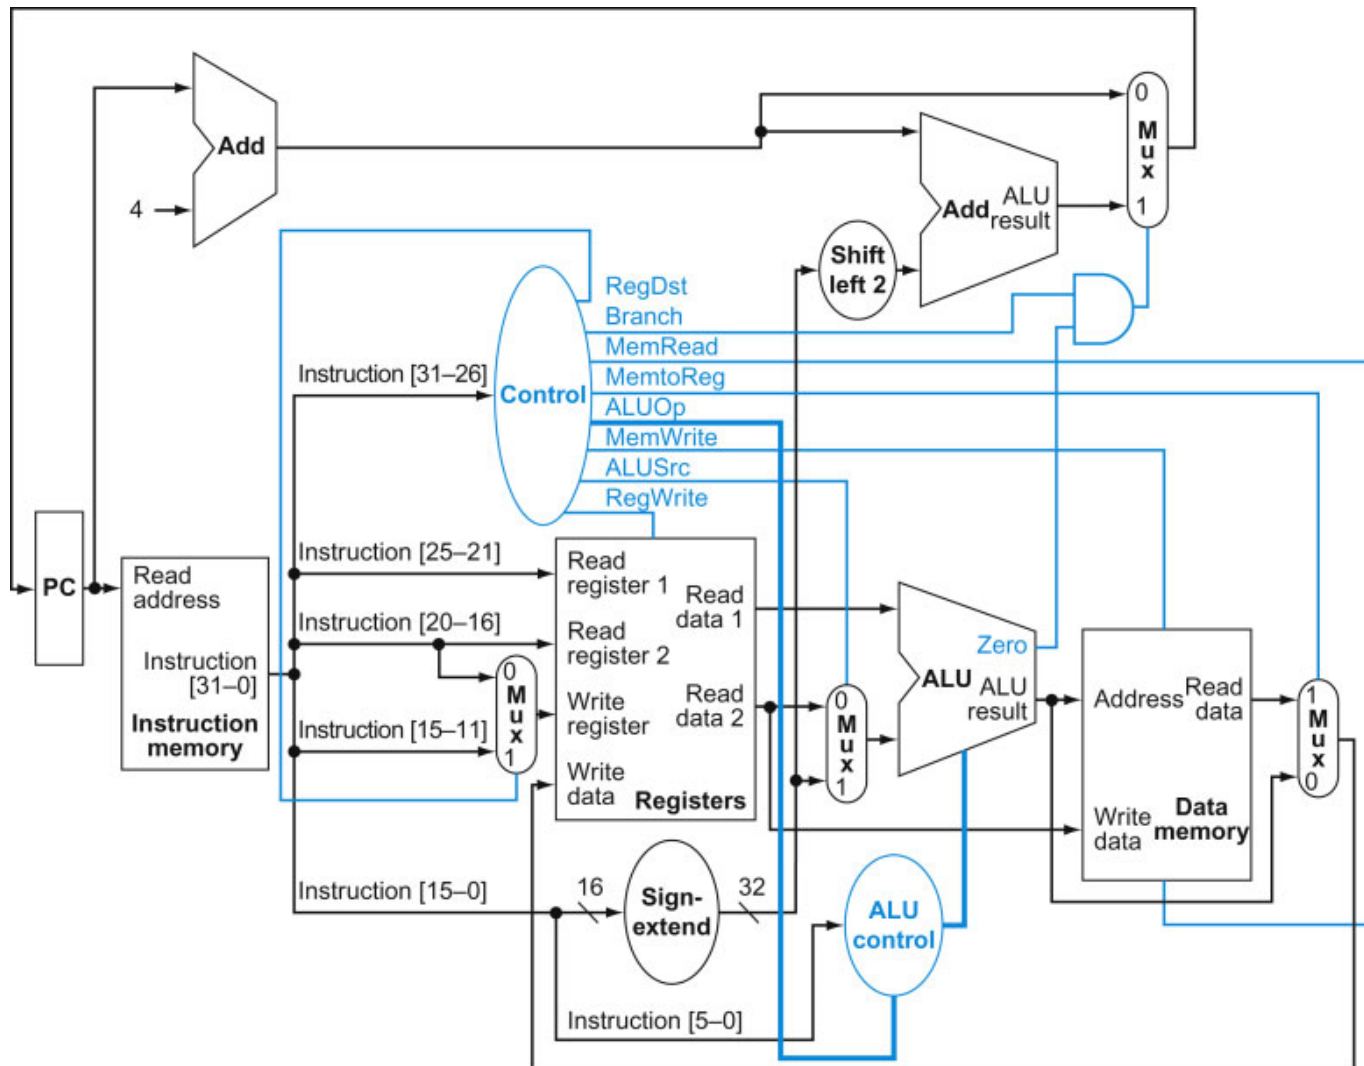 0
M
u
x
1
Add
4
Add
ALU
result
Shift
left 2
RegDst
Branch
MemRead
MemtoReg
ALUOp
MemWrite
ALUSrc
RegWrite
Control
Instruction [31–26]
Instruction [25–21]
Instruction [20–16]
Instruction [15–11]
Instruction [15–0]
Instruction [5–0]
PC
Read
address
Instruction
[31–0]
Instruction
memory
0
M
u
x
1
Read
register 1
Read
register 2
Write
register
Write
data
Read
data 1
Read
data 2
Registers
0
M
u
x
1
Zero
ALU
ALU
result
Address
Read
data
Write
data
Data
memory
1
M
u
x
0
16
Sign-
extend
32
ALU
control